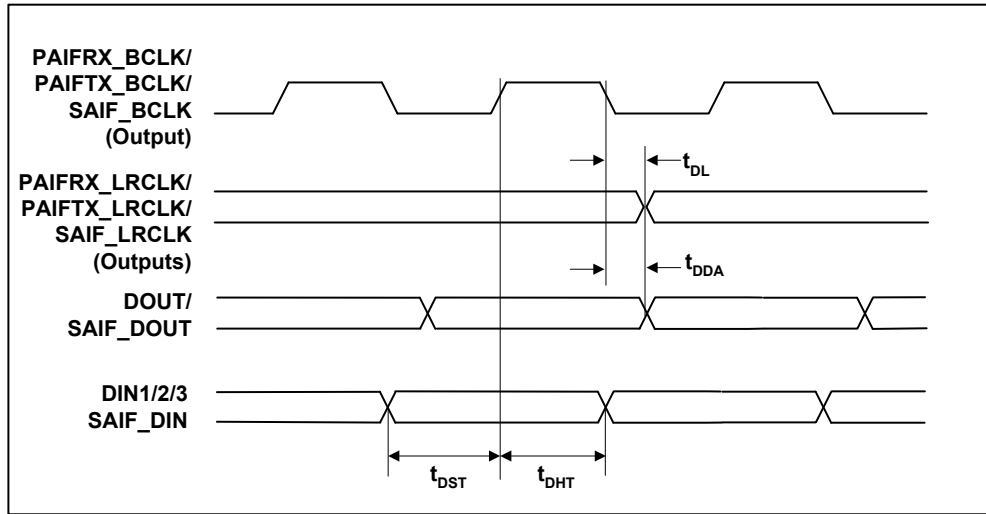 PAIFRX_BCLK/
PAIFTX_BCLK/
SAIF_BCLK
(Output)
tDL
PAIFRX_LRCLK/
PAIFTX_LRCLK/
SAIF_LRCLK
(Outputs)
tDDA
DOUT/
SAIF_DOUT
DIN1/2/3
SAIF_DIN
tDST
tDHT